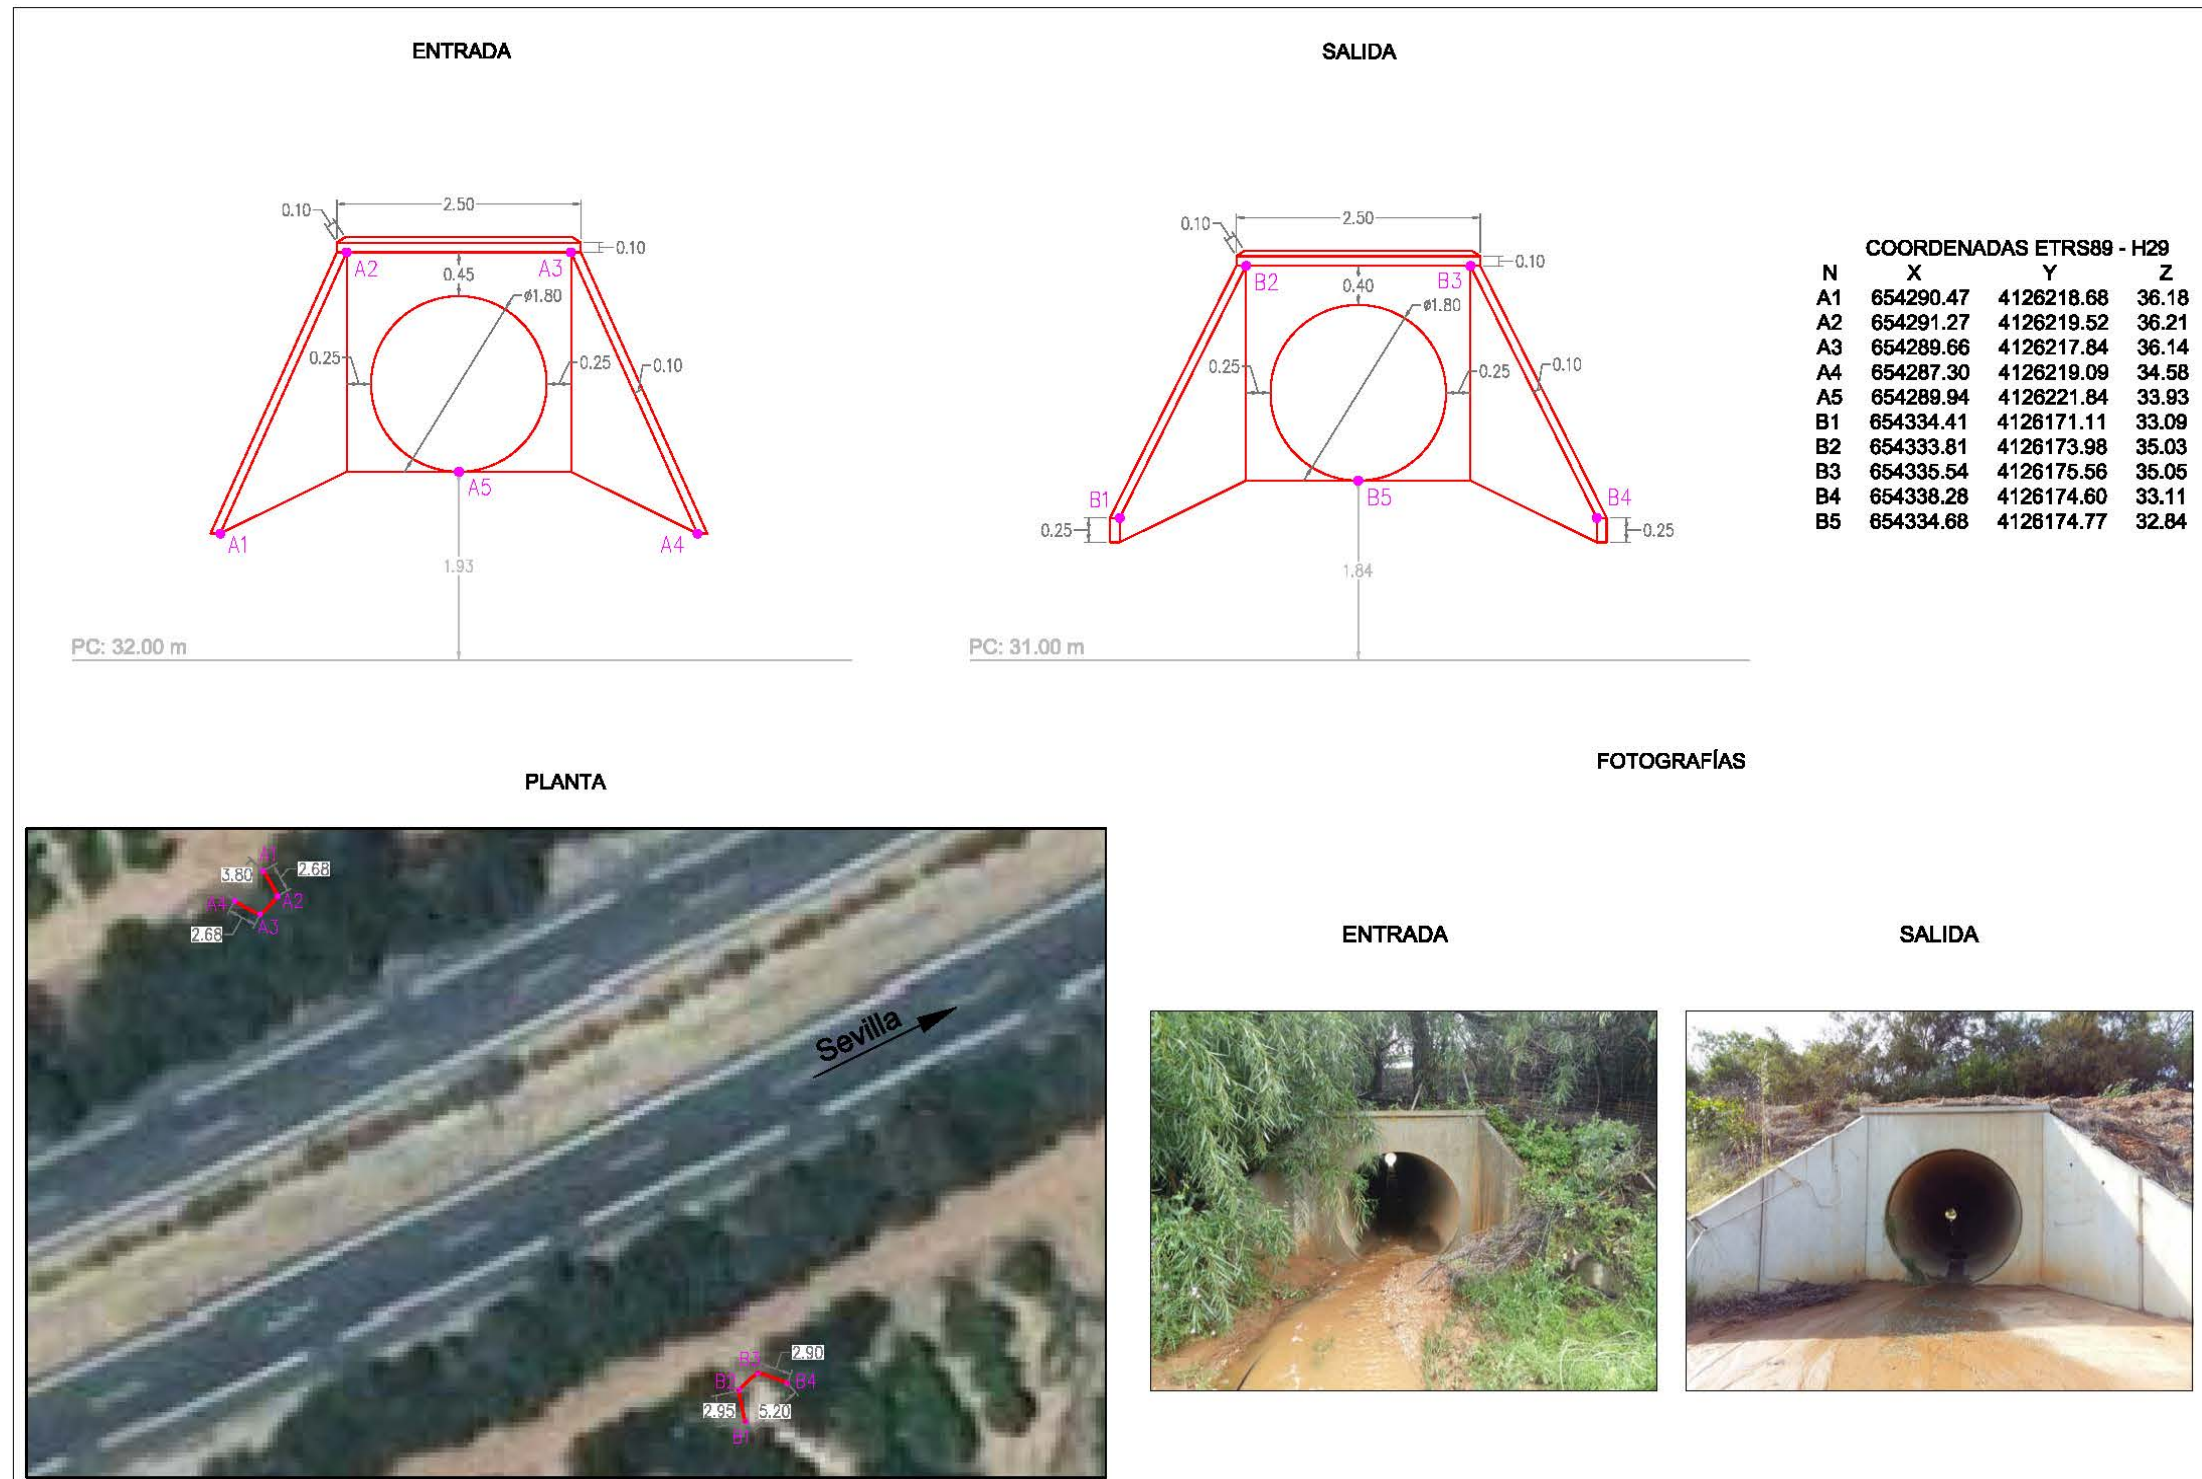 ENTRADA
SALIDA
0.10
2.50
0.10
A2
A3
0.45
ø1.80
0.25
0.25
0.10
A5
A1
A4
1.93
PC: 32.00 m
0.10
2.50
0.10
B2
B3
0.40
ø1.80
0.25
0.25
0.10
B1
B5
B4
0.25
0.25
1.84
PC: 31.00 m
COORDENADAS ETRS89 - H29
N X Y Z
A1 654290.47 4126218.68 36.18
A2 654291.27 4126219.52 36.21
A3 654289.66 4126217.84 36.14
A4 654287.30 4126219.09 34.58
A5 654289.94 4126221.84 33.93
B1 654334.41 4126171.11 33.09
B2 654333.81 4126173.98 35.03
B3 654335.54 4126175.56 35.05
B4 654338.28 4126174.60 33.11
B5 654334.68 4126174.77 32.84
PLANTA
A1
3.80
2.68
A4
A2
A3
2.68
Sevilla
B3
2.90
B2
B4
2.95
5.20
B1
FOTOGRAFÍAS
ENTRADA
SALIDA